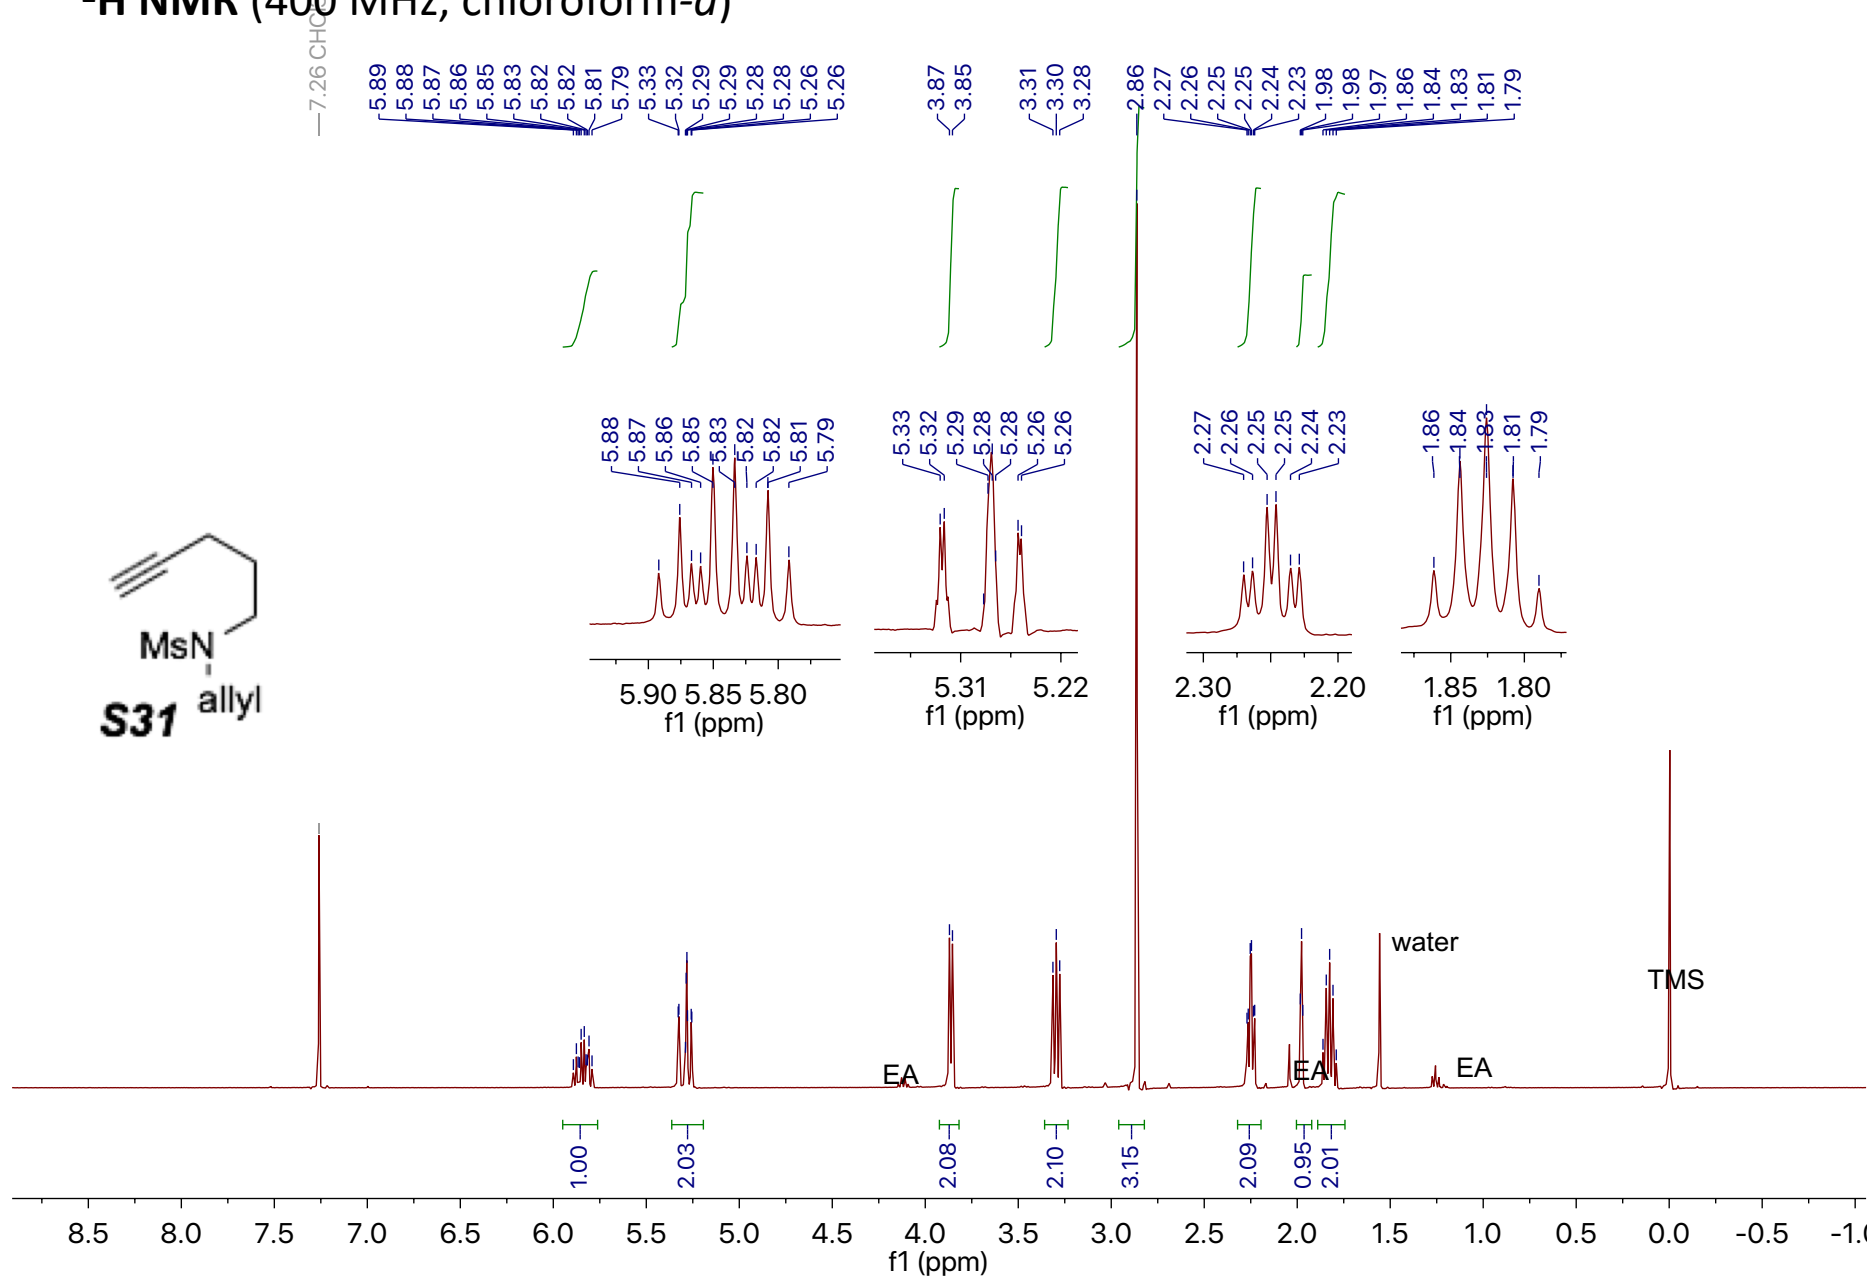 H NMR (400 MHz, chloroform-d)
7.26 CHCl
5.89 5.88 5.87 5.86 5.85 5.83 5.82 5.82 5.81 5.79 5.33 5.32 5.29 5.29 5.28 5.28 5.26 5.26 3.87 3.85 3.31 3.30 3.28 2.86 2.27 2.26 2.25 2.25 2.24 2.23 1.98 1.98 1.97 1.86 1.84 1.83 1.81 1.79
5.88 5.87 5.86 5.85 5.83 5.82 5.82 5.81 5.79
5.33 5.32 5.29 5.28 5.28 5.26 5.26
2.27 2.26 2.25 2.25 2.24 2.23
1.86 1.84 1.83 1.81 1.79
5.90 5.85 5.80
f1 (ppm)
5.31 5.22
f1 (ppm)
2.30 2.20
f1 (ppm)
1.85 1.80
f1 (ppm)
MsN
allyl
S31
water
TMS
EA
EA
EA
1.00 2.03 2.08 2.10 3.15 2.09 0.95 2.01
8.5 8.0 7.5 7.0 6.5 6.0 5.5 5.0 4.5 4.0 3.5 3.0 2.5 2.0 1.5 1.0 0.5 0.0 -0.5 -1.0
f1 (ppm)